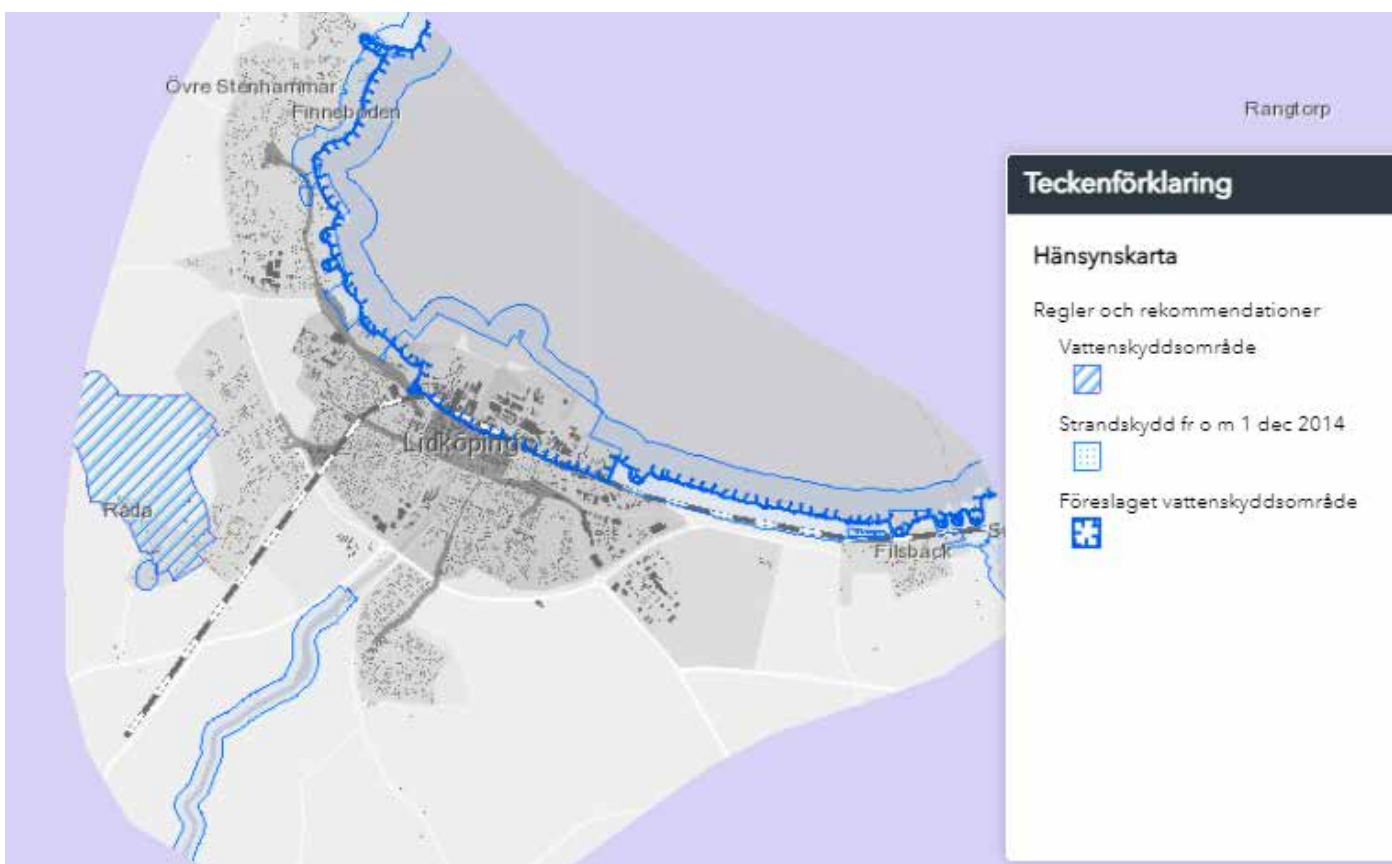 Övre Stenhammar
Finneboden
Rangtorp
Teckenförklaring
Hänsynskarta
Regler och rekommendationer
Vattenskyddsområde
Strandskydd fr o m 1 dec 2014
Föreslaget vattenskyddsområde
Lidköping
Råda
Filsbäck